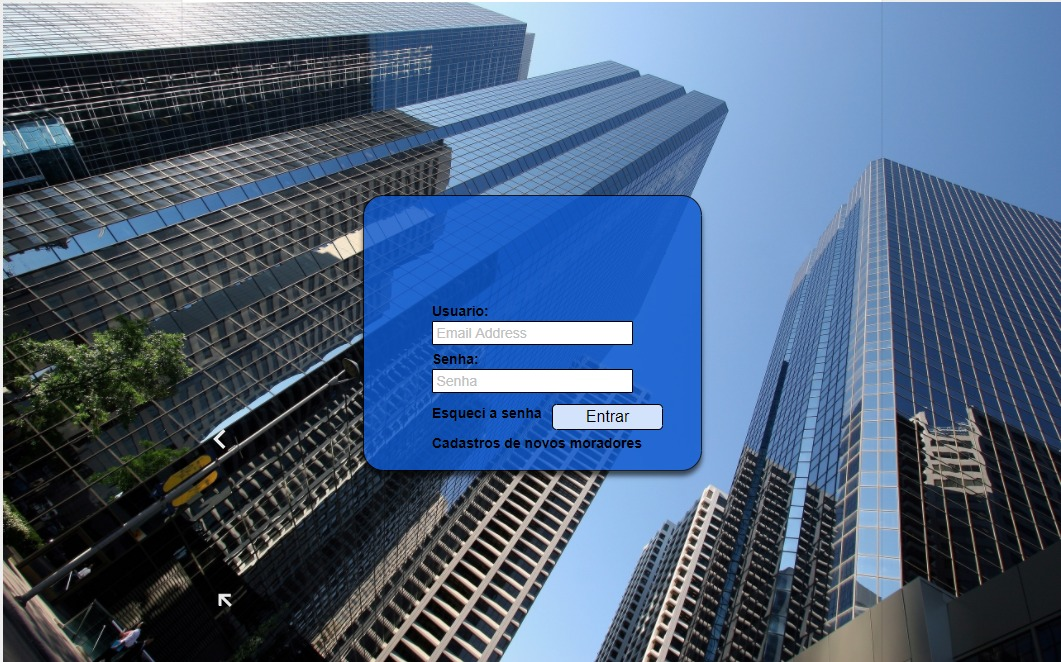 Usuario:
Email Address
Senha:
Senha
Esqueci a senha Entrar
Cadastros de novos moradores